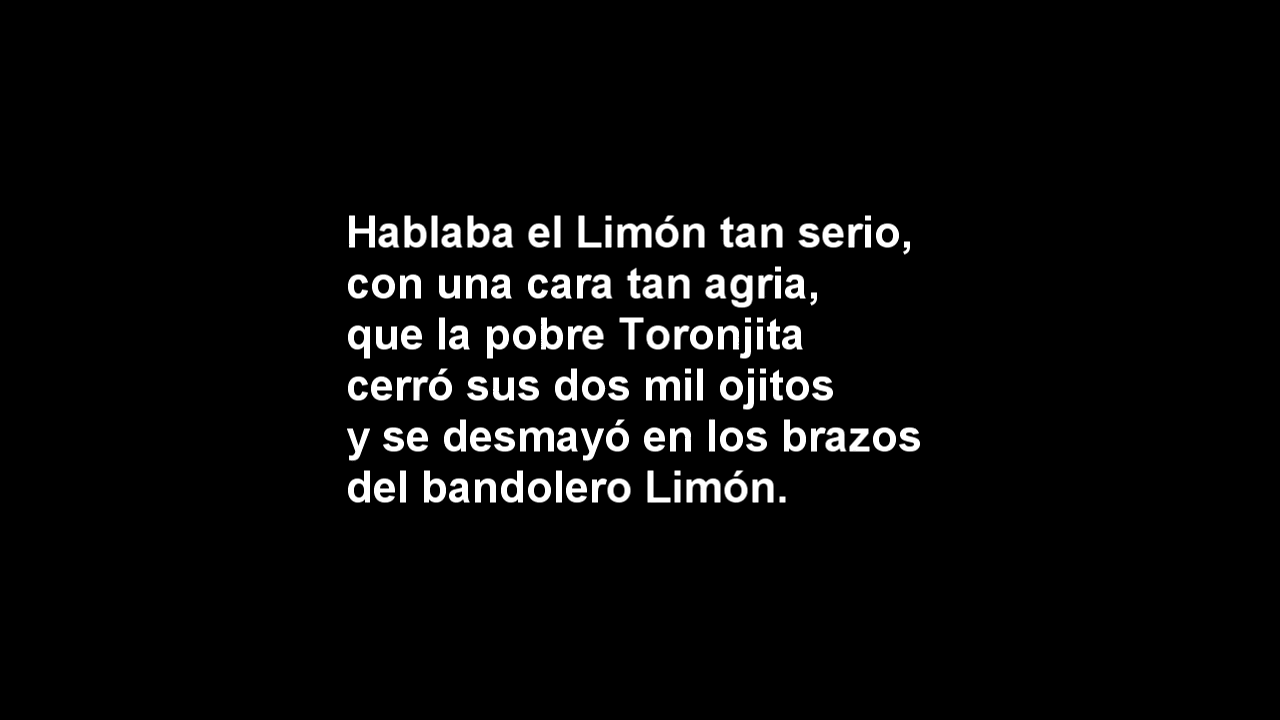 Hablaba el Limón tan serio,
con una cara tan agria,
que la pobre Toronjita
cerró sus dos mil ojitos
y se desmayó en los brazos
del bandolero Limón.